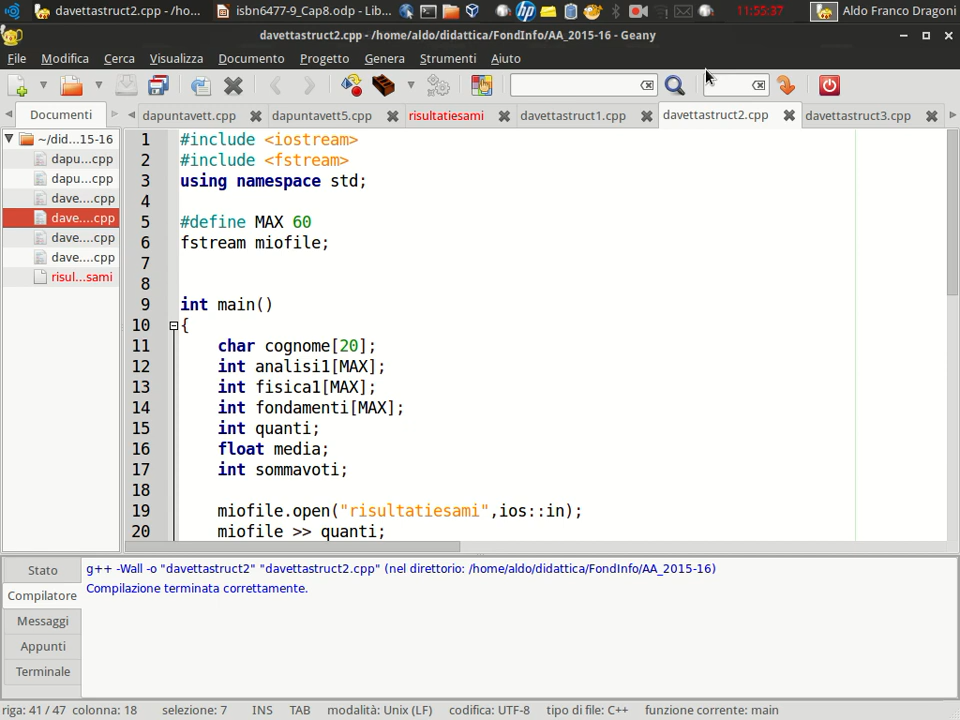 davettastruct2.cpp - /ho...
isbn6477-9_Cap8.odp - Lib...
11:55:37
Aldo Franco Dragoni
davettastruct2.cpp - /home/aldo/didattica/FondInfo/AA_2015-16 - Geany
File Modifica Cerca Visualizza Documento Progetto Genera Strumenti Aiuto
Documenti
dapuntavett.cpp dapuntavett5.cpp risultatiesami davettastruct1.cpp davettastruct2.cpp davettastruct3.cpp
~/did...15-16
dapu...cpp
dapu...cpp
dave....cpp
dave....cpp
dave....cpp
dave....cpp
risul...sami
1 #include <iostream>
2 #include <fstream>
3 using namespace std;
4
5 #define MAX 60
6 fstream miofile;
7
8
9 int main()
10 {
11 char cognome[20];
12 int analisi1[MAX];
13 int fisica1[MAX];
14 int fondamenti[MAX];
15 int quanti;
16 float media;
17 int sommavoti;
18
19 miofile.open("risultatiesami",ios::in);
20 miofile >> quanti;
Stato
Compilatore
Messaggi
Appunti
Terminale
g++ -Wall -o "davettastruct2" "davettastruct2.cpp" (nel direttorio: /home/aldo/didattica/FondInfo/AA_2015-16)
Compilazione terminata correttamente.
riga: 41 / 47 colonna: 18 selezione: 7 INS TAB modalità: Unix (LF) codifica: UTF-8 tipo di file: C++ funzione corrente: main